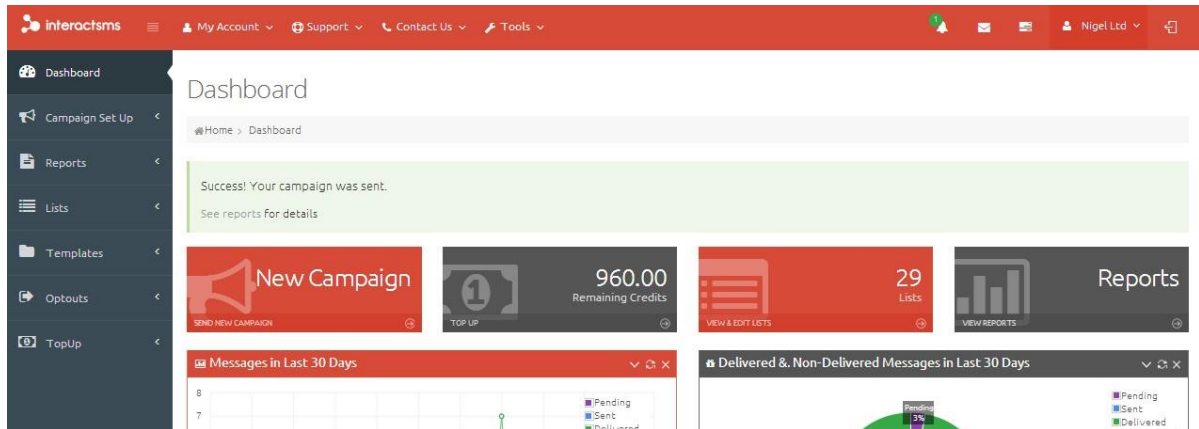 interactsms
My Account
Support
Contact Us
Tools
1
Nigel Ltd
Dashboard
Campaign Set Up
Reports
Lists
Templates
Optouts
TopUp
Dashboard
Home > Dashboard
Success! Your campaign was sent.
See reports for details
New Campaign
SEND NEW CAMPAIGN
1
960.00
Remaining Credits
TOP UP
29
Lists
VIEW & EDIT LISTS
Reports
VIEW REPORTS
Messages in Last 30 Days
8
7
Pending
Sent
Delivered
Delivered &. Non-Delivered Messages in Last 30 Days
Pending
3%
Pending
Sent
Delivered